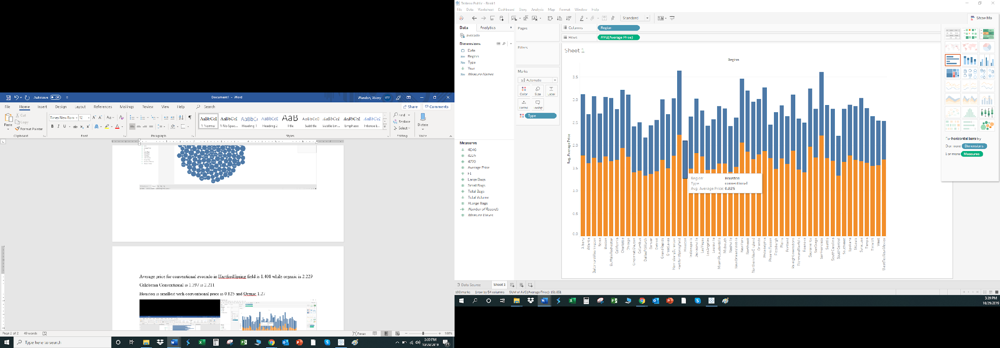 AutoSave Off
Document1 - Word
Wandah, Valery WV
File Home Insert Design Layout References Mailings Review View Help Search
Share Comments
Paste
Cut
Copy
Format Painter
Clipboard
Times New Rom 12
Font
Paragraph
AaBbCcI AaBbCcI AaBbC AaBbCcE AaB AaBbCcD AaBbCcI AaBbCcI AaBbCcI
1 Normal 1 No Spac... Heading 1 Heading 2 Title Subtitle Subtle Em... Emphasis Intense E...
Styles
Find
Replace
Select
Editing
Dictate
Voice
Average price for conventional avocado in HartfordSpring field is 1.408 while organic is 2.229
California Conventional is 1.397 is 2.211
Houston is smallest with conventional price is 0.825 and Organic 1.27
Page 2 of 2 49 words
Focus
100%
Type here to search
3:39 PM
10/29/2019
21
Tableau Public - Book1
File Data Worksheet Dashboard Story Analysis Map Format Window Help
Standard
Show Me
Data Analytics
avocado
Dimensions
Date
Abc Region
Abc Type
Year
Abc Measure Names
Measures
4046
4225
4770
Average Price
F1
Large Bags
Small Bags
Total Bags
Total Volume
XLarge Bags
Number of Records
Measure Values
Pages
Filters
Marks
Automatic
Color Size Label
Detail Tooltip
Type
Columns Region
Rows AVG(Average Price)
Sheet 1
Region
Avg. Average Price
3.5
3.0
2.5
2.0
1.5
1.0
0.5
0.0
Region: Houston
Type: conventional
Avg. Average Price: 0.825
Albany
Atlanta
BaltimoreWashington
Boise
Boston
BuffaloRochester
California
Charlotte
Chicago
CincinnatiDayton
Columbus
DallasFtWorth
Denver
Detroit
GrandRapids
GreatLakes
HarrisburgScranton
HartfordSpringfield
Houston
Indianapolis
Jacksonville
LasVegas
LosAngeles
Louisville
MiamiFtLauderdale
Midsouth
Nashville
NewOrleansMobile
NewYork
Northeast
NorthernNewEngland
Orlando
Philadelphia
PhoenixTucson
Pittsburgh
Plains
Portland
RaleighGreensboro
RichmondNorfolk
Roanoke
Sacramento
SanDiego
SanFrancisco
Seattle
SouthCarolina
SouthCentral
Southeast
Spokane
StLouis
Syracuse
Tampa
TotalUS
West
WestTexNewMexico
For horizontal bars try
0 or more Dimensions
1 or more Measures
Data Source Sheet 1
108 marks 1 row by 54 columns SUM of AVG(Average Price): 151.851
3:39 PM
10/29/2019